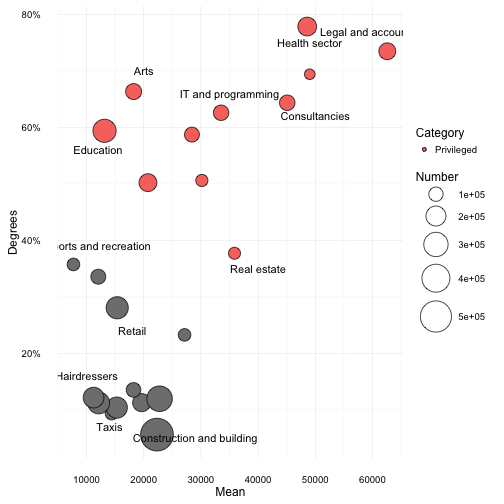 80%
Legal and accour
Health sector
Arts
IT and programming
Consultancies
60%
Education
Category
Privileged
Number
1e+05
2e+05
3e+05
4e+05
5e+05
Degrees
40%
orts and recreation
Real estate
Retail
20%
Hairdressers
Taxis
Construction and building
10000 20000 30000 40000 50000 60000
Mean